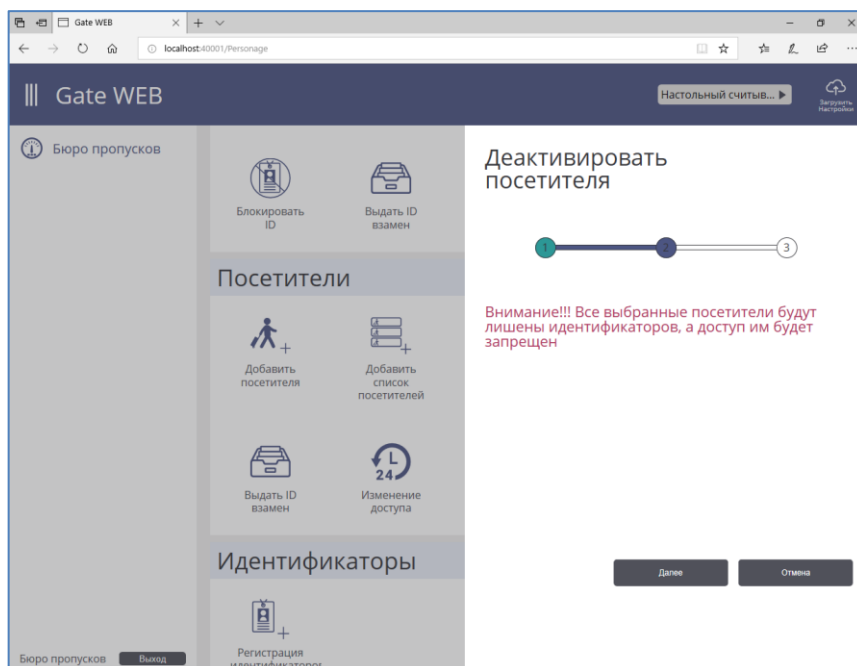 Gate WEB
localhost:40001/Personage
Gate WEB
Настольный считыв...
Загрузить
Настройки
Бюро пропусков
Блокировать
ID
Выдать ID
взамен
Посетители
Добавить
посетителя
Добавить
список
посетителей
Выдать ID
взамен
L
24
Изменение
доступа
Идентификаторы
Регистрация
идентификаторов
Бюро пропусков
Выход
Деактивировать
посетителя
1
2
3
Внимание!!! Все выбранные посетители будут
лишены идентификаторов, а доступ им будет
запрещен
Далее
Отмена